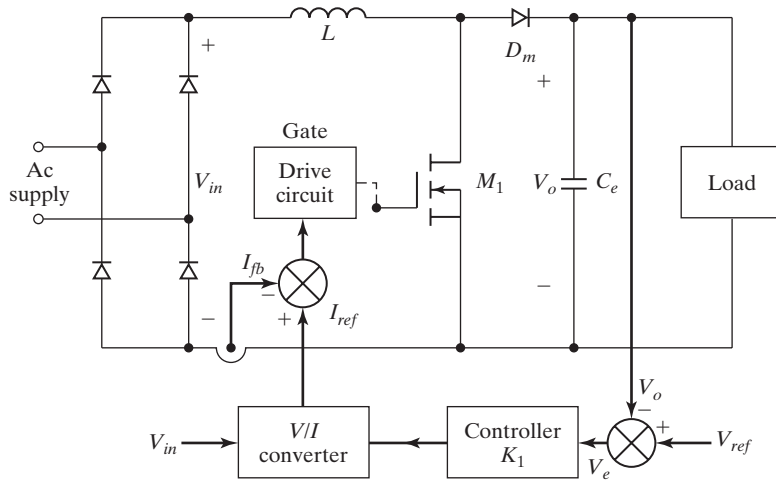 +
L
D_m
+
Gate
Drive
circuit
Ac
supply
V_in
M_1
V_o
C_e
Load
I_fb
−
−
+
I_ref
−
V_o
−
+
V_in
V/I
converter
Controller
K_1
V_e
V_ref